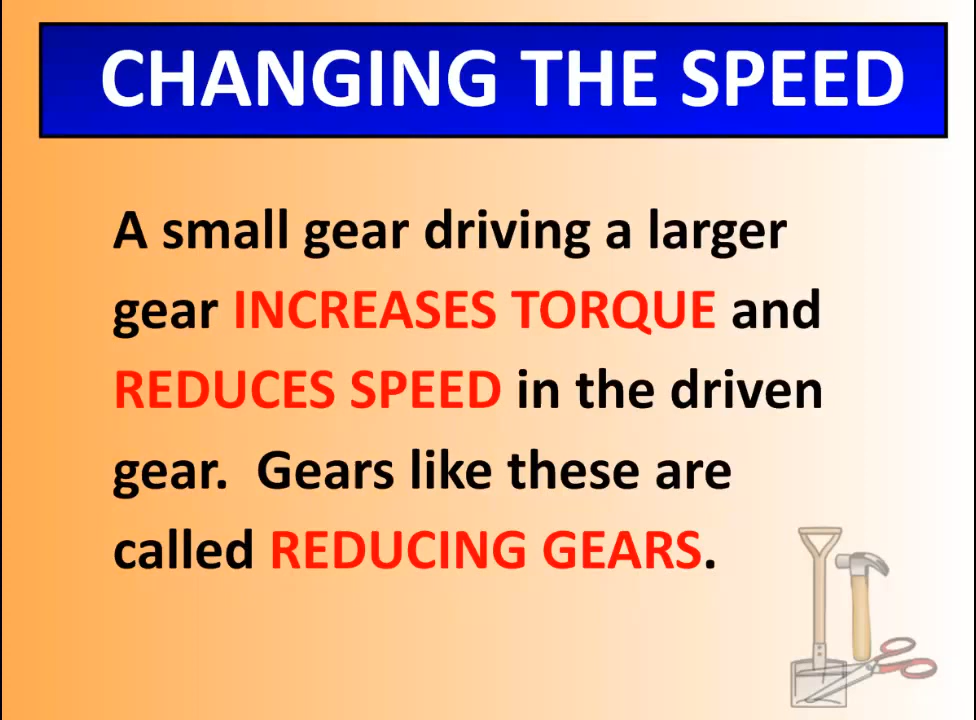 CHANGING THE SPEED
A small gear driving a larger
gear INCREASES TORQUE and
REDUCES SPEED in the driven
gear.  Gears like these are
called REDUCING GEARS.